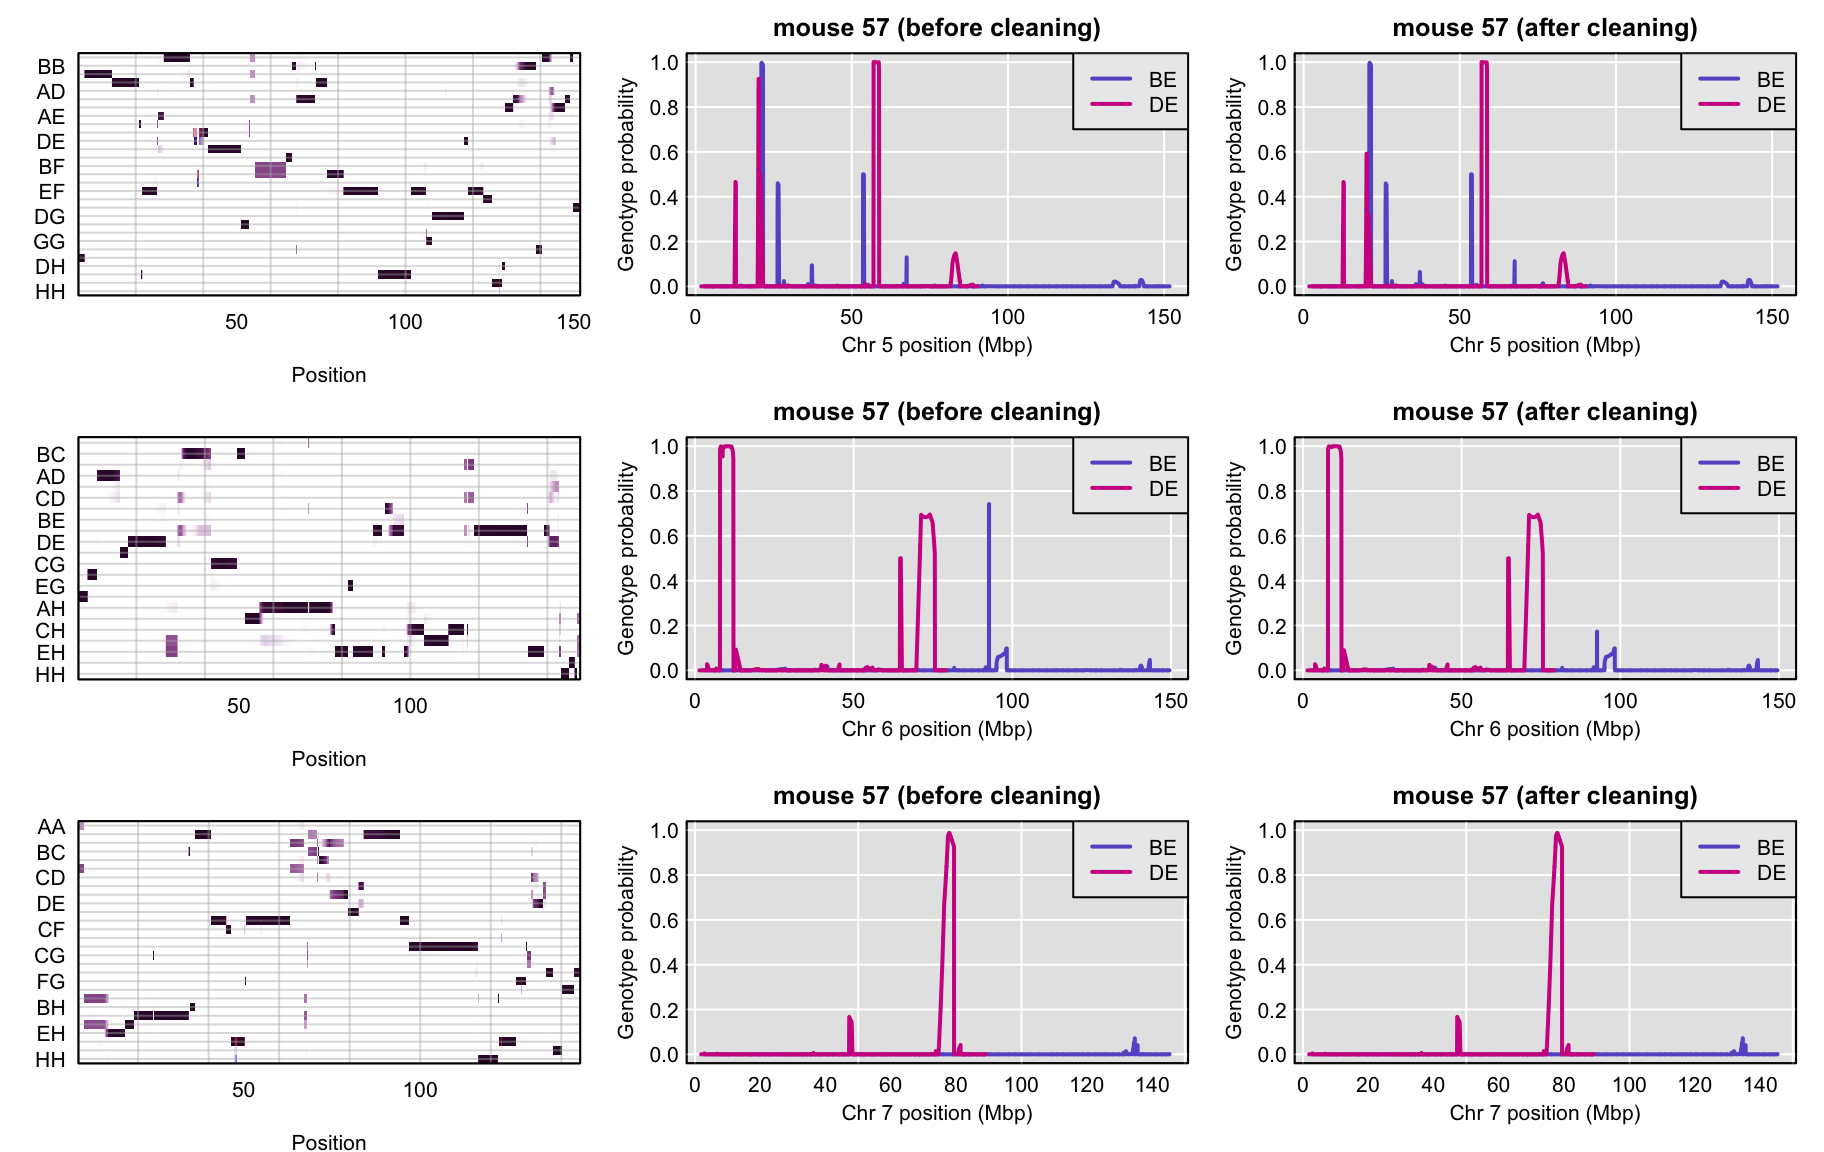 BB
AD
AE
DE
BF
EF
DG
GG
DH
HH
50 100 150
Position
mouse 57 (before cleaning)
Genotype probability
1.0
0.8
0.6
0.4
0.2
0.0
BE
DE
0 50 100 150
Chr 5 position (Mbp)
mouse 57 (after cleaning)
Genotype probability
1.0
0.8
0.6
0.4
0.2
0.0
BE
DE
0 50 100 150
Chr 5 position (Mbp)
BC
AD
CD
BE
DE
CG
EG
AH
CH
EH
HH
50 100
Position
mouse 57 (before cleaning)
Genotype probability
1.0
0.8
0.6
0.4
0.2
0.0
BE
DE
0 50 100 150
Chr 6 position (Mbp)
mouse 57 (after cleaning)
Genotype probability
1.0
0.8
0.6
0.4
0.2
0.0
BE
DE
0 50 100 150
Chr 6 position (Mbp)
AA
BC
CD
DE
CF
CG
FG
BH
EH
HH
50 100
Position
mouse 57 (before cleaning)
Genotype probability
1.0
0.8
0.6
0.4
0.2
0.0
BE
DE
0 20 40 60 80 100 120 140
Chr 7 position (Mbp)
mouse 57 (after cleaning)
Genotype probability
1.0
0.8
0.6
0.4
0.2
0.0
BE
DE
0 20 40 60 80 100 120 140
Chr 7 position (Mbp)